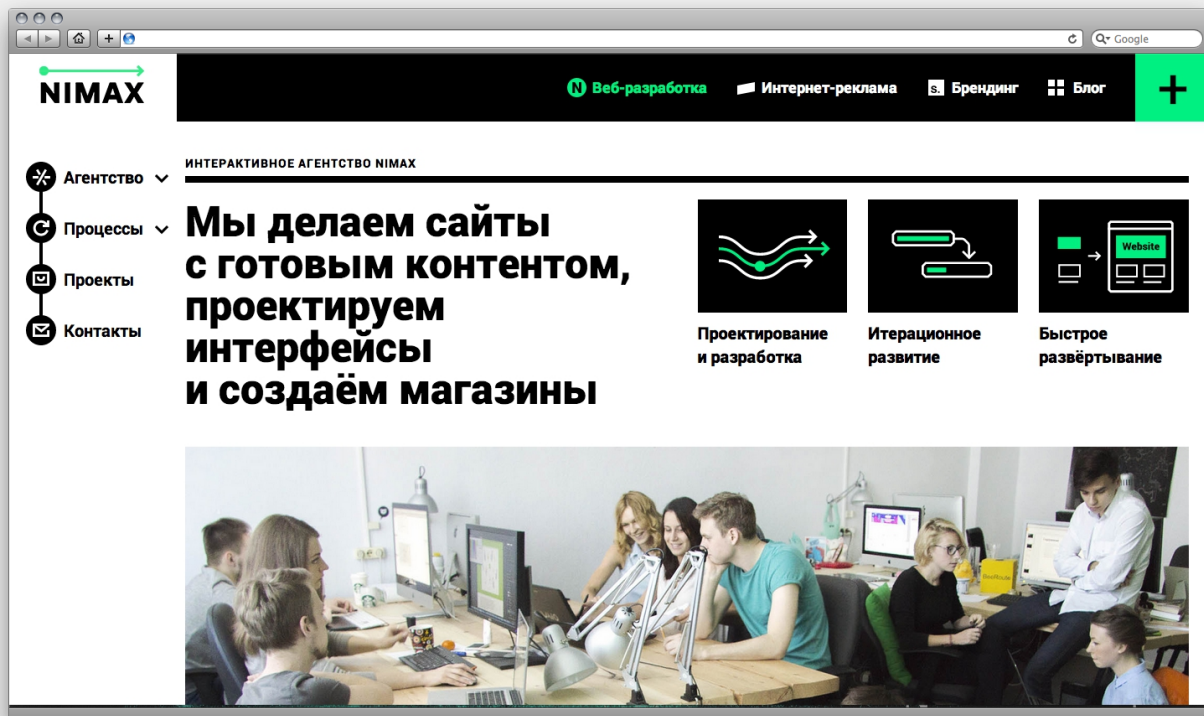 Google
NIMAX
N Веб-разработка
Интернет-реклама
s. Брендинг
Блог
Агентство
Процессы
Проекты
Контакты
ИНТЕРАКТИВНОЕ АГЕНТСТВО NIMAX
Мы делаем сайты
с готовым контентом,
проектируем
интерфейсы
и создаём магазины
Проектирование
и разработка
Итерационное
развитие
Website
Быстрое
развёртывание